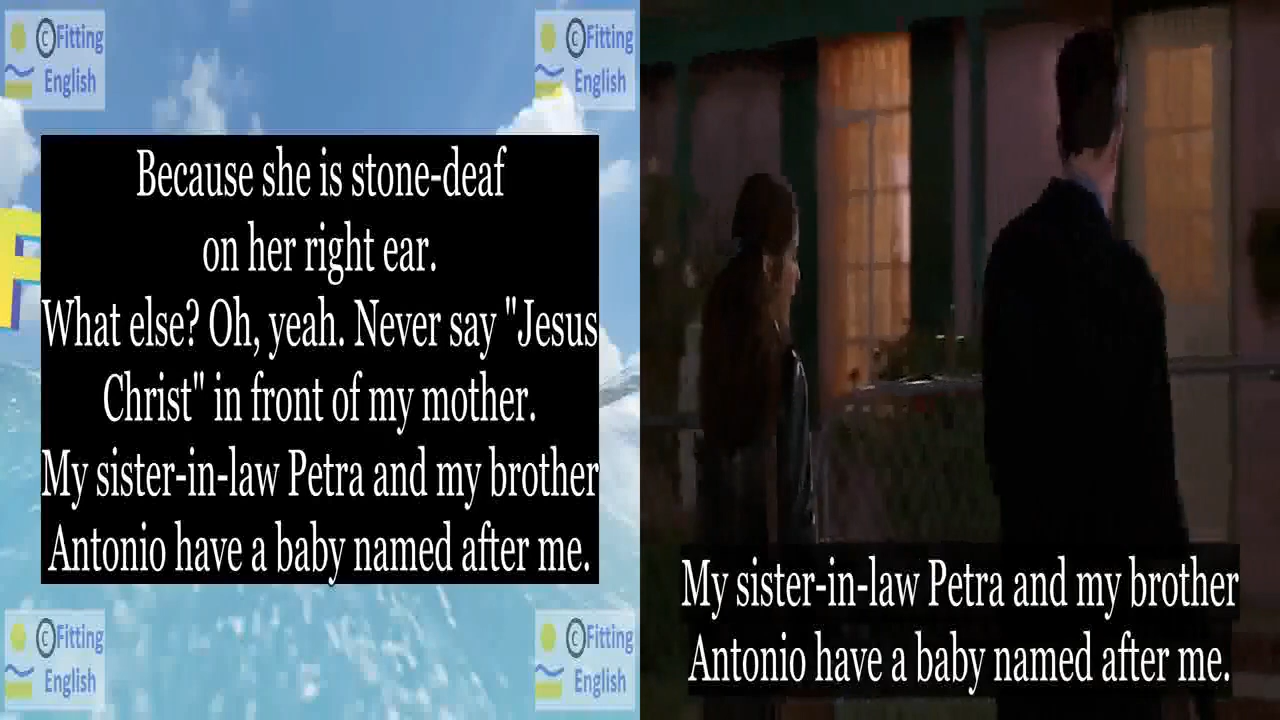 ©Fitting
English
©Fitting
English
Because she is stone-deaf
on her right ear.
What else? Oh, yeah. Never say "Jesus
Christ" in front of my mother.
My sister-in-law Petra and my brother
Antonio have a baby named after me.
F
©Fitting
English
©Fitting
English
My sister-in-law Petra and my brother
Antonio have a baby named after me.